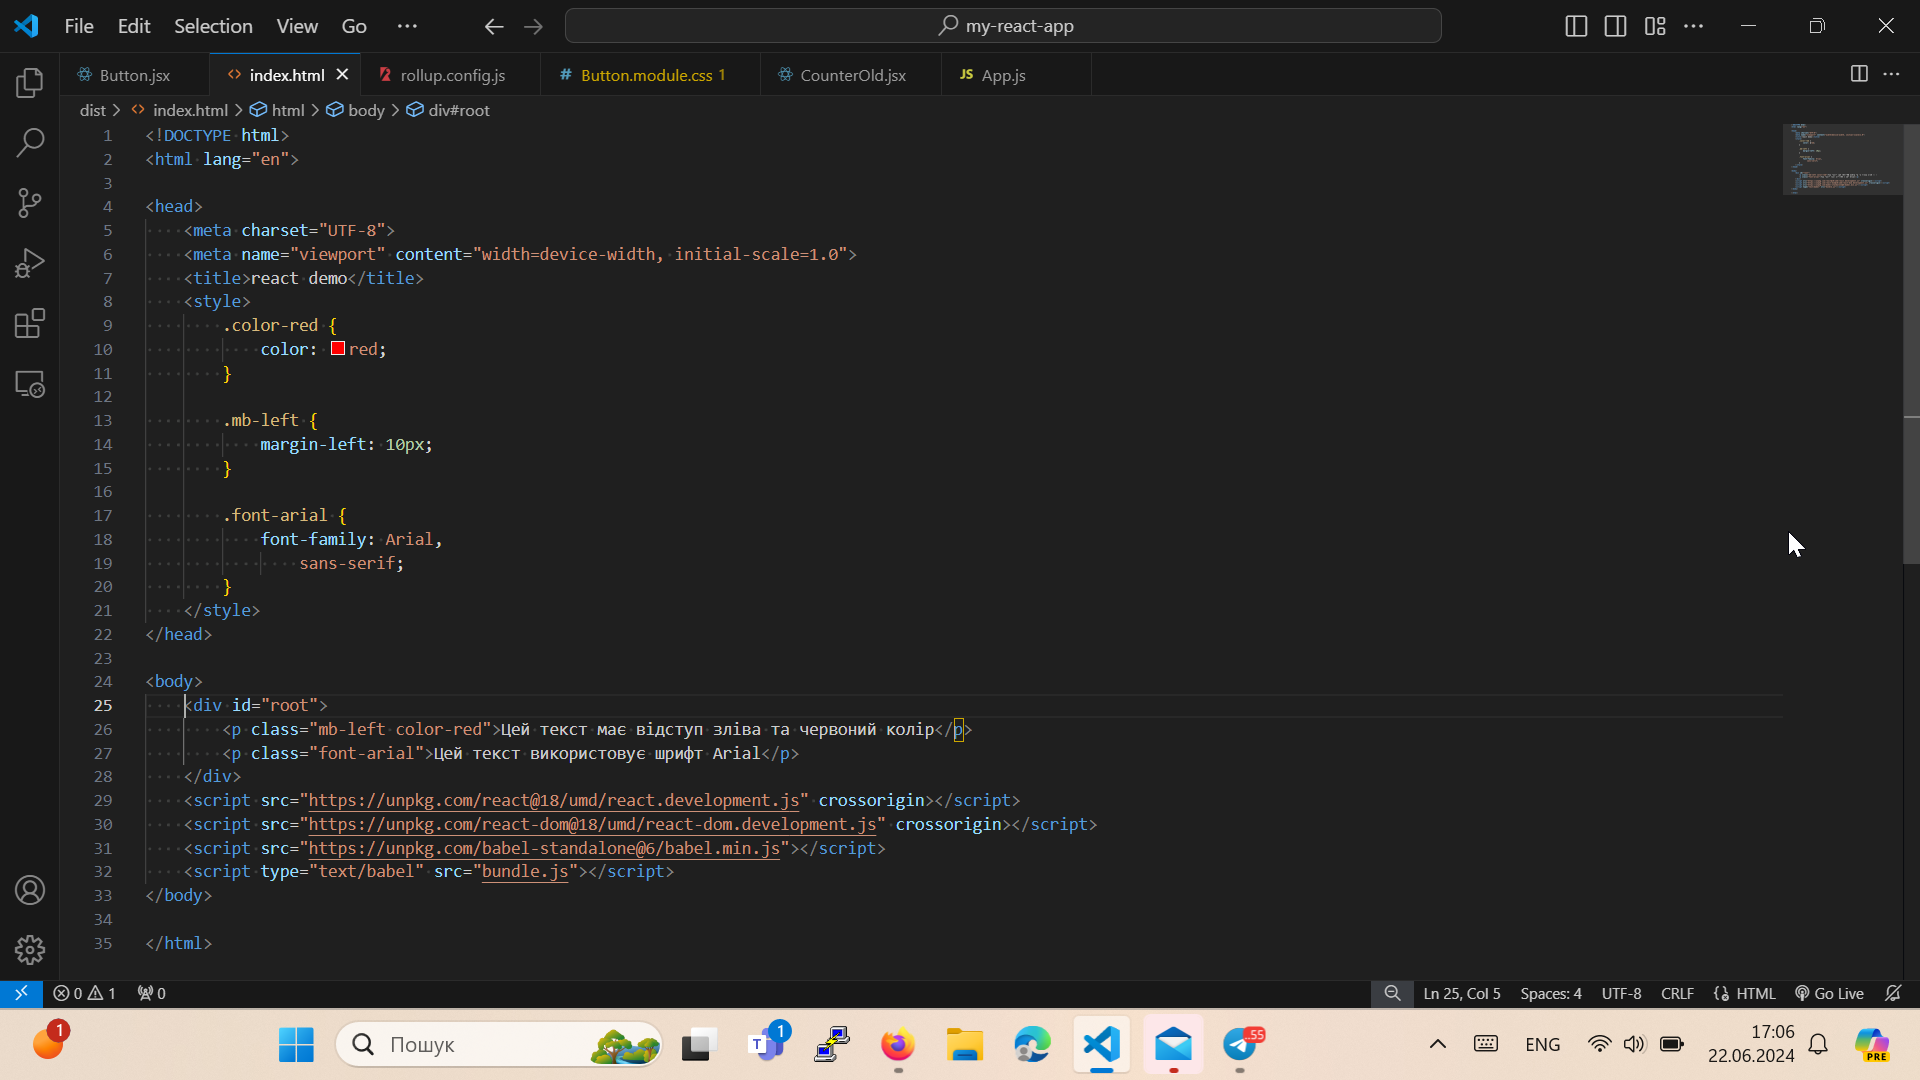 File Edit Selection View Go ··· my-react-app
Button.jsx index.html rollup.config.js # Button.module.css 1 CounterOld.jsx JS App.js
dist > index.html > html > body > div#root
1 <!DOCTYPE html>
2 <html lang="en">
3
4 <head>
5 <meta charset="UTF-8">
6 <meta name="viewport" content="width=device-width, initial-scale=1.0">
7 <title>react demo</title>
8 <style>
9 .color-red {
10 color: red;
11 }
12
13 .mb-left {
14 margin-left: 10px;
15 }
16
17 .font-arial {
18 font-family: Arial,
19 sans-serif;
20 }
21 </style>
22 </head>
23
24 <body>
25 <div id="root">
26 <p class="mb-left color-red">Цей текст має відступ зліва та червоний колір</p>
27 <p class="font-arial">Цей текст використовує шрифт Arial</p>
28 </div>
29 <script src="https://unpkg.com/react@18/umd/react.development.js" crossorigin></script>
30 <script src="https://unpkg.com/react-dom@18/umd/react-dom.development.js" crossorigin></script>
31 <script src="https://unpkg.com/babel-standalone@6/babel.min.js"></script>
32 <script type="text/babel" src="bundle.js"></script>
33 </body>
34
35 </html>
0 1 0 Ln 25, Col 5 Spaces: 4 UTF-8 CRLF HTML Go Live
1 Пошук T 1 ..55 ENG 17:06 PRE
22.06.2024